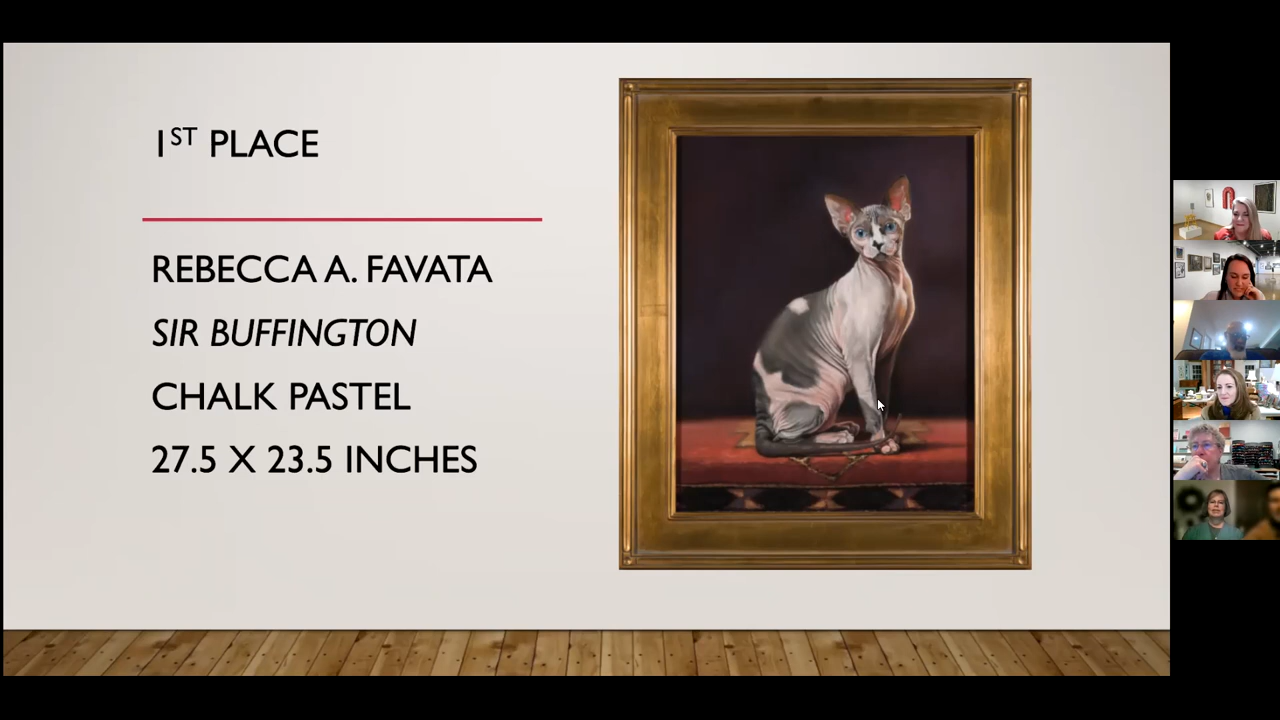 1ST PLACE
REBECCA A. FAVATA
SIR BUFFINGTON
CHALK PASTEL
27.5 X 23.5 INCHES